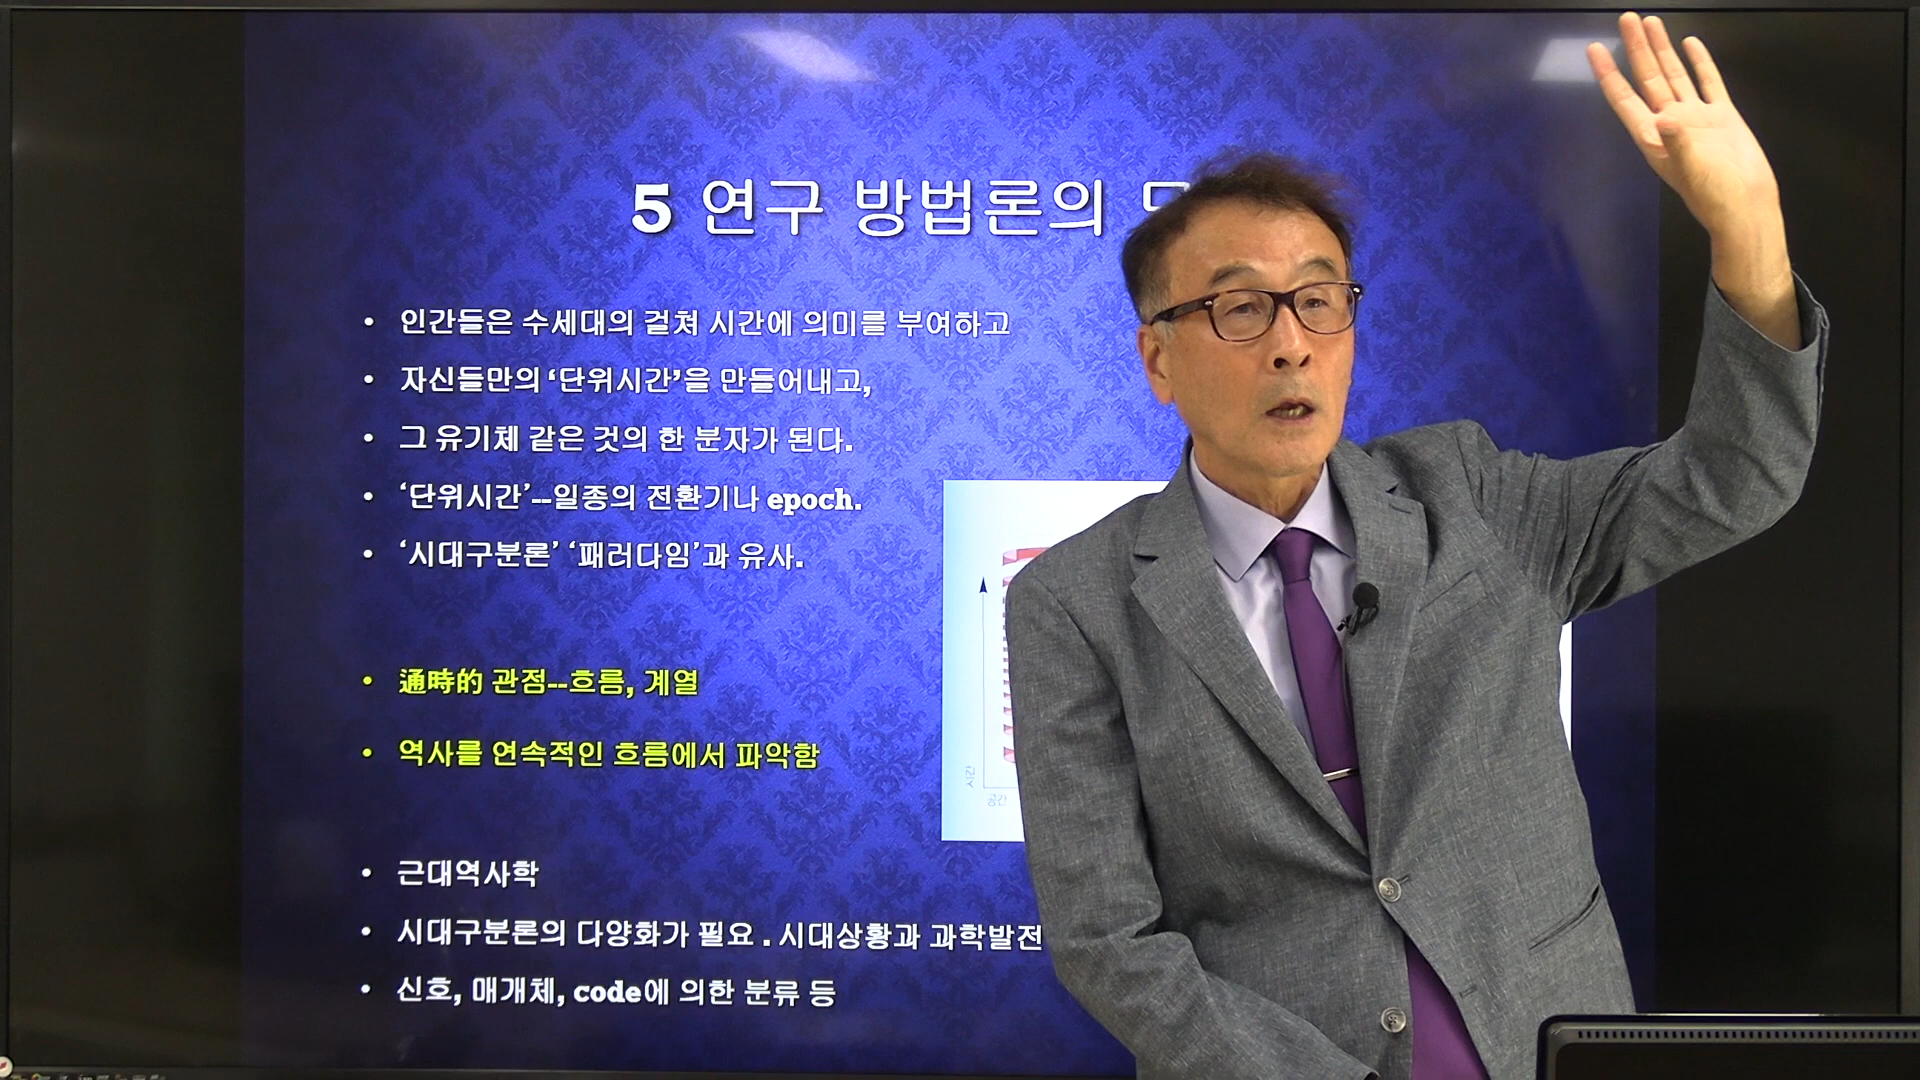 5 연구 방법론의
• 인간들은 수세대의 걸쳐 시간에 의미를 부여하고
• 자신들만의 ‘단위시간’을 만들어내고,
• 그 유기체 같은 것의 한 분자가 된다.
• ‘단위시간’--일종의 전환기나 epoch.
• ‘시대구분론’ ‘패러다임’과 유사.
• 通時的 관점--흐름, 계열
• 역사를 연속적인 흐름에서 파악함
시간
공간
• 근대역사학
• 시대구분론의 다양화가 필요 . 시대상황과 과학발전
• 신호, 매개체, code에 의한 분류 등